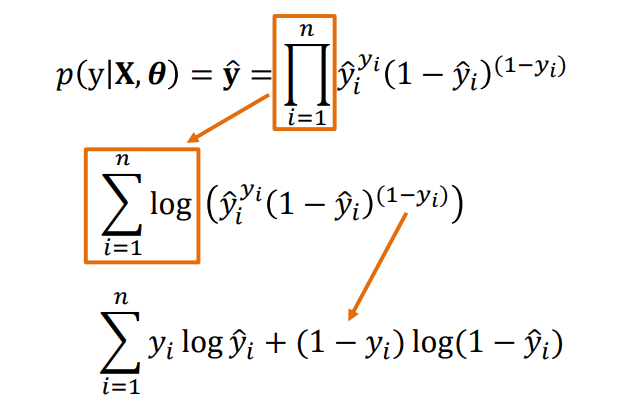 p(y|𝐗, 𝜽) = 𝐲̂ = ∏_{i=1}^{n} ŷ_i^{y_i}(1 − ŷ_i)^{(1−y_i)}
∑_{i=1}^{n} log (ŷ_i^{y_i}(1 − ŷ_i)^{(1−y_i)})
∑_{i=1}^{n} y_i log ŷ_i + (1 − y_i) log(1 − ŷ_i)